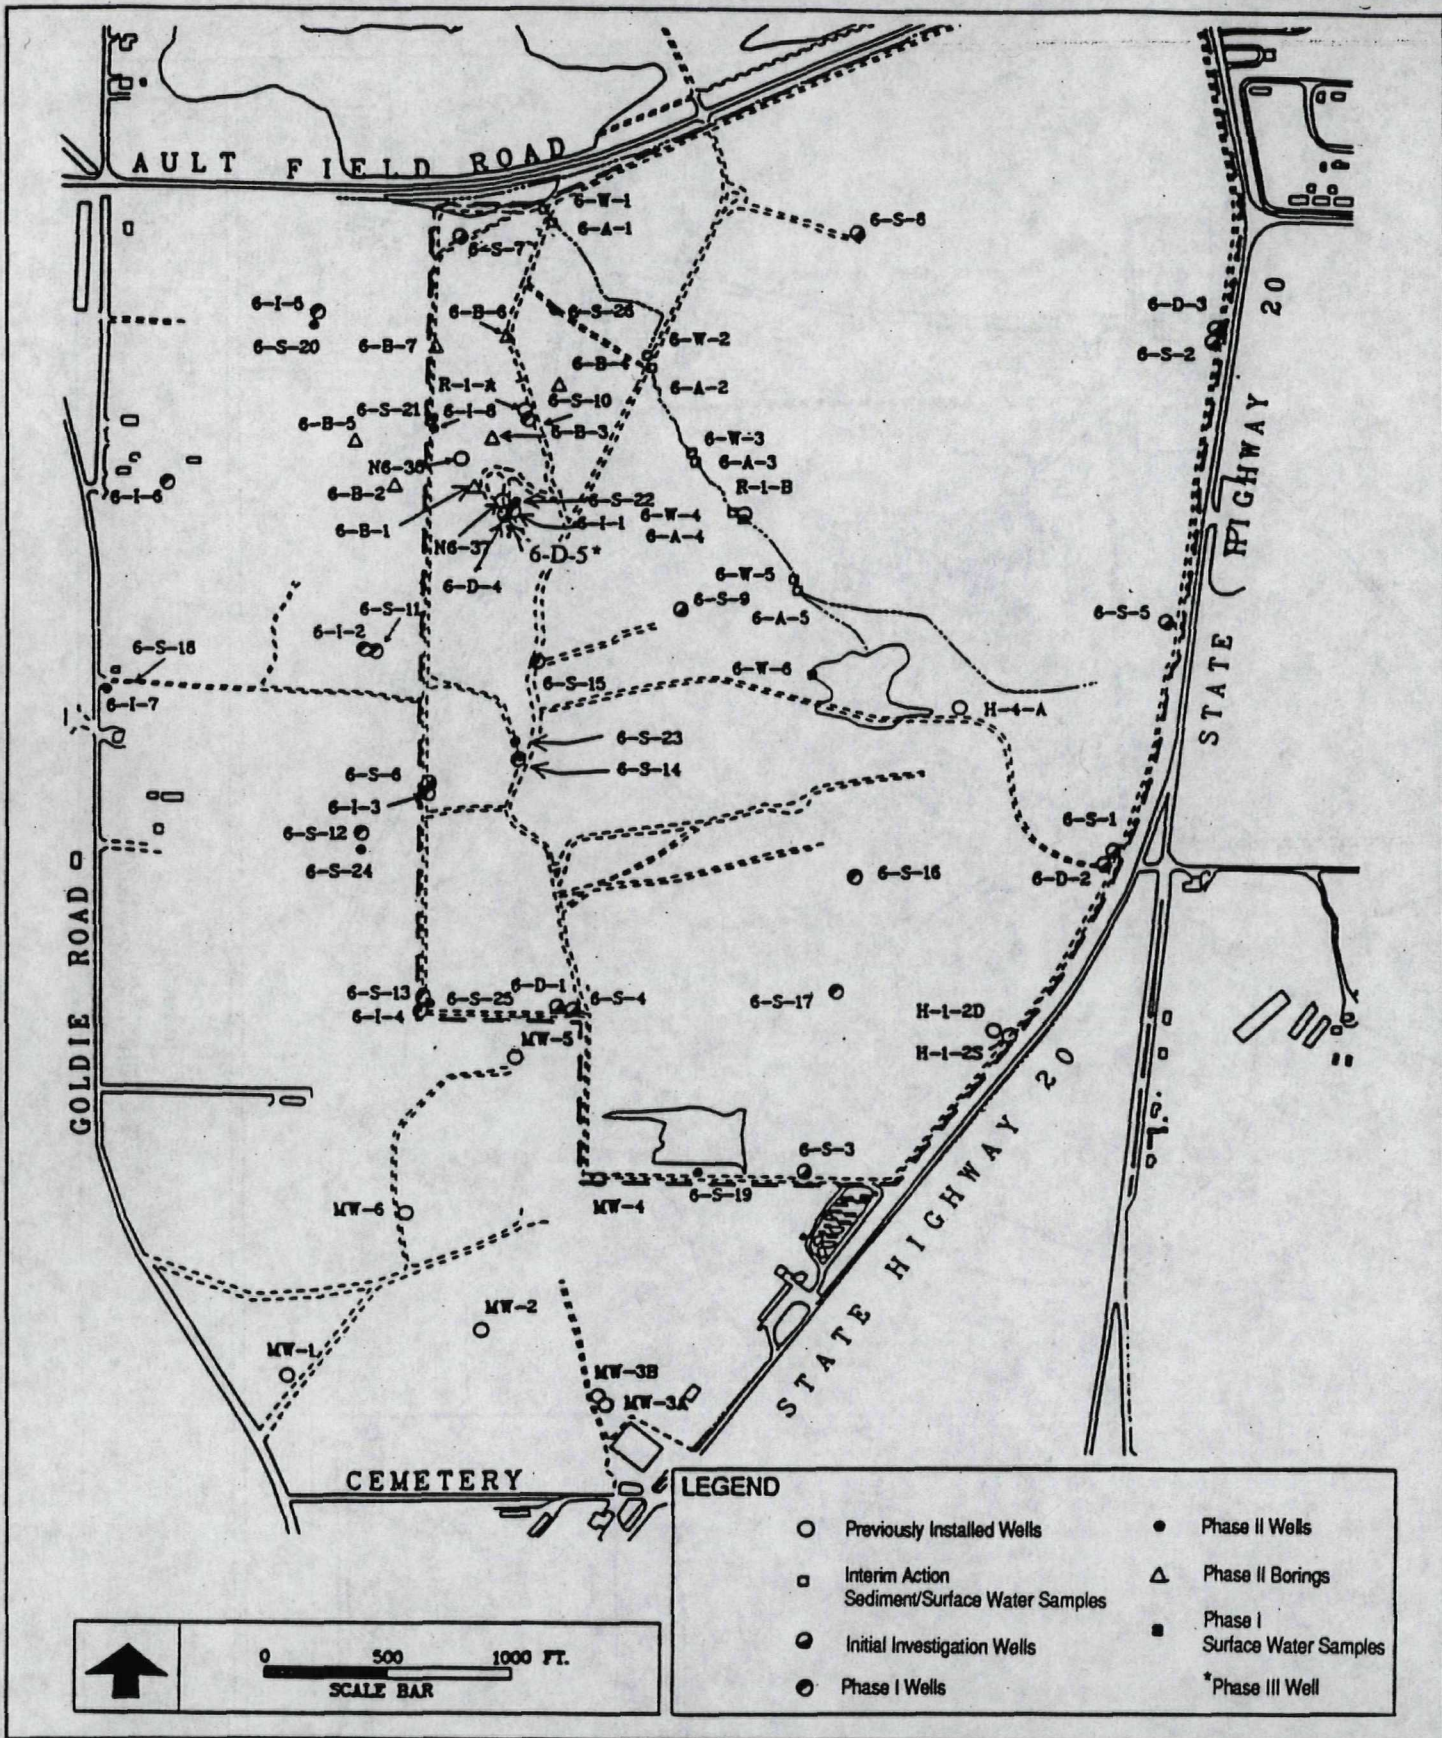 AULT FIELD ROAD
6-W-1
6-A-1
6-S-7
6-S-8
6-I-5
6-S-20
6-B-6
6-S-26
6-B-7
6-W-2
6-B-4
6-A-2
6-D-3
6-S-2
R-1-A
6-S-10
6-S-21
6-I-8
6-B-5
6-B-3
6-W-3
6-A-3
N6-38
R-1-B
6-I-6
6-B-2
6-S-22
6-W-4
6-I-1
6-A-4
6-B-1
N6-37
6-D-5*
6-D-4
6-W-5
6-S-9
6-A-5
6-S-11
6-I-2
6-S-5
6-S-18
6-I-7
6-S-15
6-W-6
H-4-A
6-S-23
6-S-14
6-S-6
6-I-3
6-S-12
6-S-24
6-S-1
6-D-2
6-S-16
6-S-13
6-I-4
6-S-25
6-D-1
6-S-4
6-S-17
H-1-2D
H-1-2S
MW-5
6-S-3
6-S-19
MW-4
MW-6
MW-2
MW-1
MW-3B
MW-3A
GOLDIE ROAD
STATE HIGHWAY 20
STATE HIGHWAY 20
CEMETERY
LEGEND
Previously Installed Wells
Interim Action
Sediment/Surface Water Samples
Initial Investigation Wells
Phase I Wells
Phase II Wells
Phase II Borings
Phase I
Surface Water Samples
*Phase III Well
0 500 1000 FT.
SCALE BAR